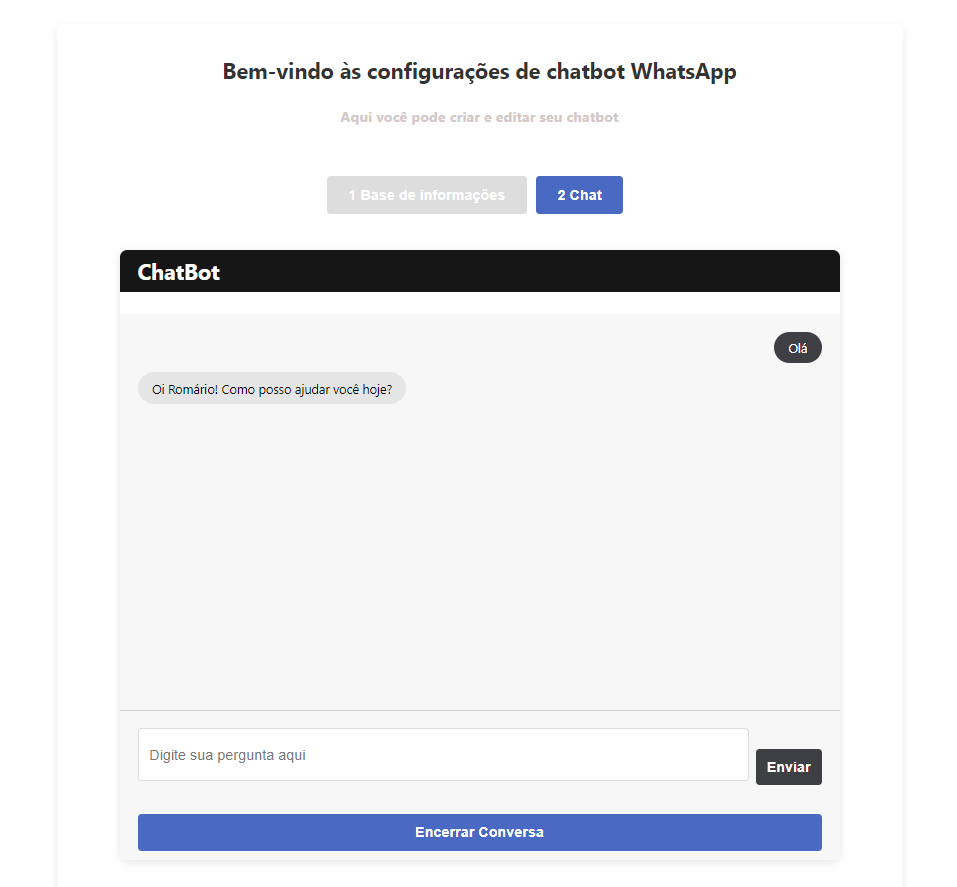 Bem-vindo às configurações de chatbot WhatsApp
Aqui você pode criar e editar seu chatbot
1 Base de informações
2 Chat
ChatBot
Olá
Oi Romário! Como posso ajudar você hoje?
Digite sua pergunta aqui
Enviar
Encerrar Conversa